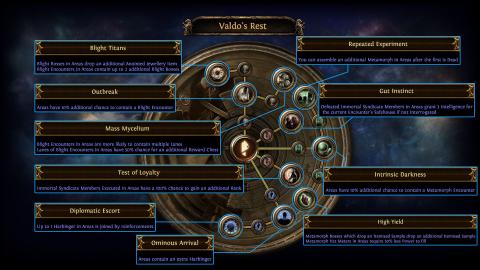 Valdo's Rest
Blight Titans
Blight Bosses in Areas drop an additional Anointed Jewellery Item
Blight Encounters in Areas can contain up to 2 additional Blight Bosses
Repeated Experiment
You can assemble an additional Metamorph in Areas after the first is Dead
Outbreak
Areas have 10% additional chance to contain a Blight Encounter
Gut Instinct
Defeated Immortal Syndicate Members in Areas grant 3 Intelligence for
the current Encounter's Safehouse if not Interrogated
Mass Mycelium
Blight Encounters in Areas are more likely to contain multiple Lanes
Lanes of Blight Encounters in Areas have 50% chance for an additional Reward Chest
Test of Loyalty
Immortal Syndicate Members Executed in Areas have a 100% chance to gain an additional Rank
Intrinsic Darkness
Areas have 10% additional chance to contain a Metamorph Encounter
Diplomatic Escort
Up to 1 Harbinger in Areas is joined by reinforcements
High Yield
Metamorph Bosses which drop an Itemised Sample drop an additional Itemised Sample
Metamorph Vat Meters in Areas require 50% less Power to fill
Ominous Arrival
Areas contain an extra Harbinger